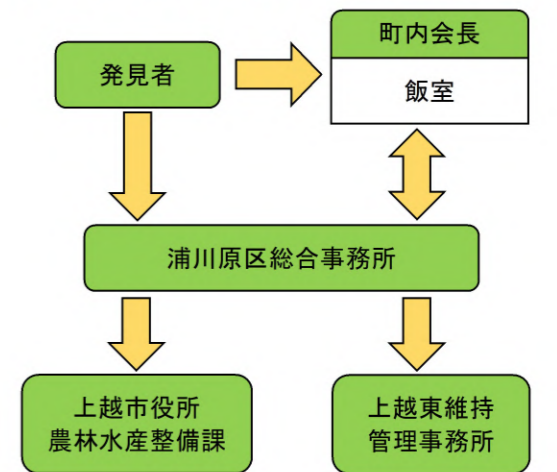 町内会長
発見者
飯室
浦川原区総合事務所
上越市役所
農林水産整備課
上越東維持
管理事務所